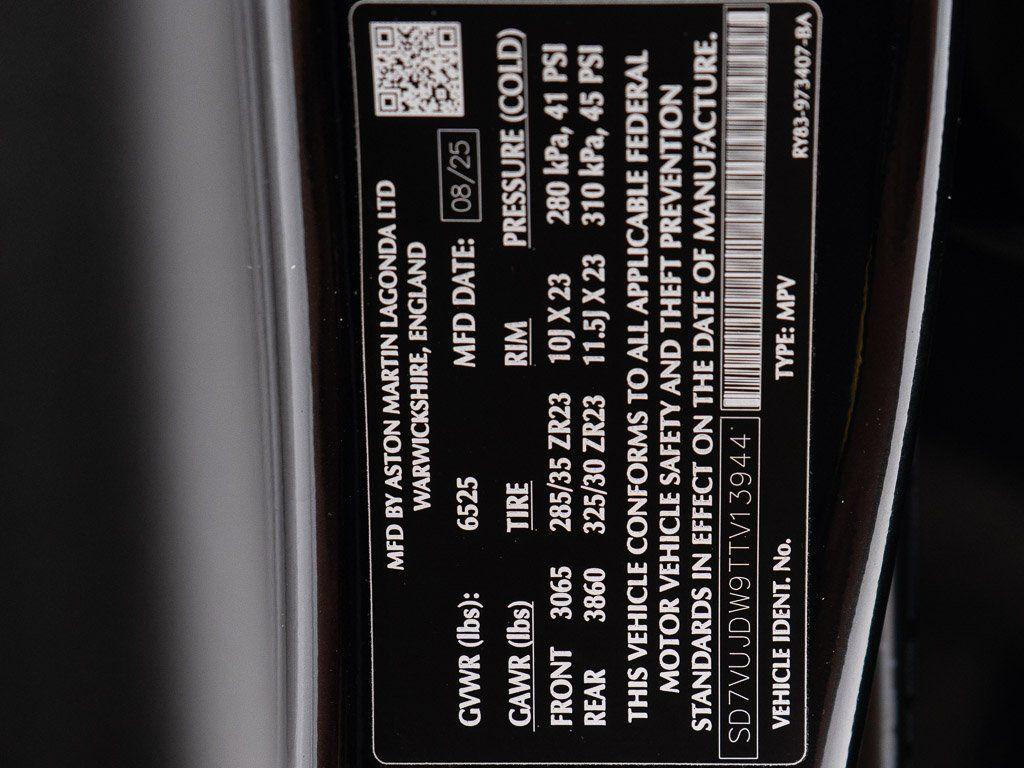 MFD BY ASTON MARTIN LAGONDA LTD
WARWICKSHIRE, ENGLAND
GVWR (lbs): 6525 MFD DATE: 08/25
GAWR (lbs) TIRE RIM PRESSURE (COLD)
FRONT 3065 285/35 ZR23 10J X 23 280 kPa, 41 PSI
REAR 3860 325/30 ZR23 11.5J X 23 310 kPa, 45 PSI
THIS VEHICLE CONFORMS TO ALL APPLICABLE FEDERAL
MOTOR VEHICLE SAFETY AND THEFT PREVENTION
STANDARDS IN EFFECT ON THE DATE OF MANUFACTURE.
SD7VUJDW9TTV13944
VEHICLE IDENT. No. TYPE: MPV RY83-973407-BA